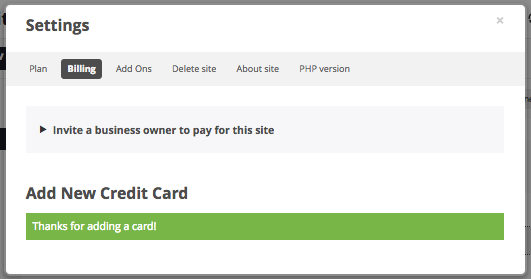 Settings
×
Plan Billing Add Ons Delete site About site PHP version
Invite a business owner to pay for this site
Add New Credit Card
Thanks for adding a card!